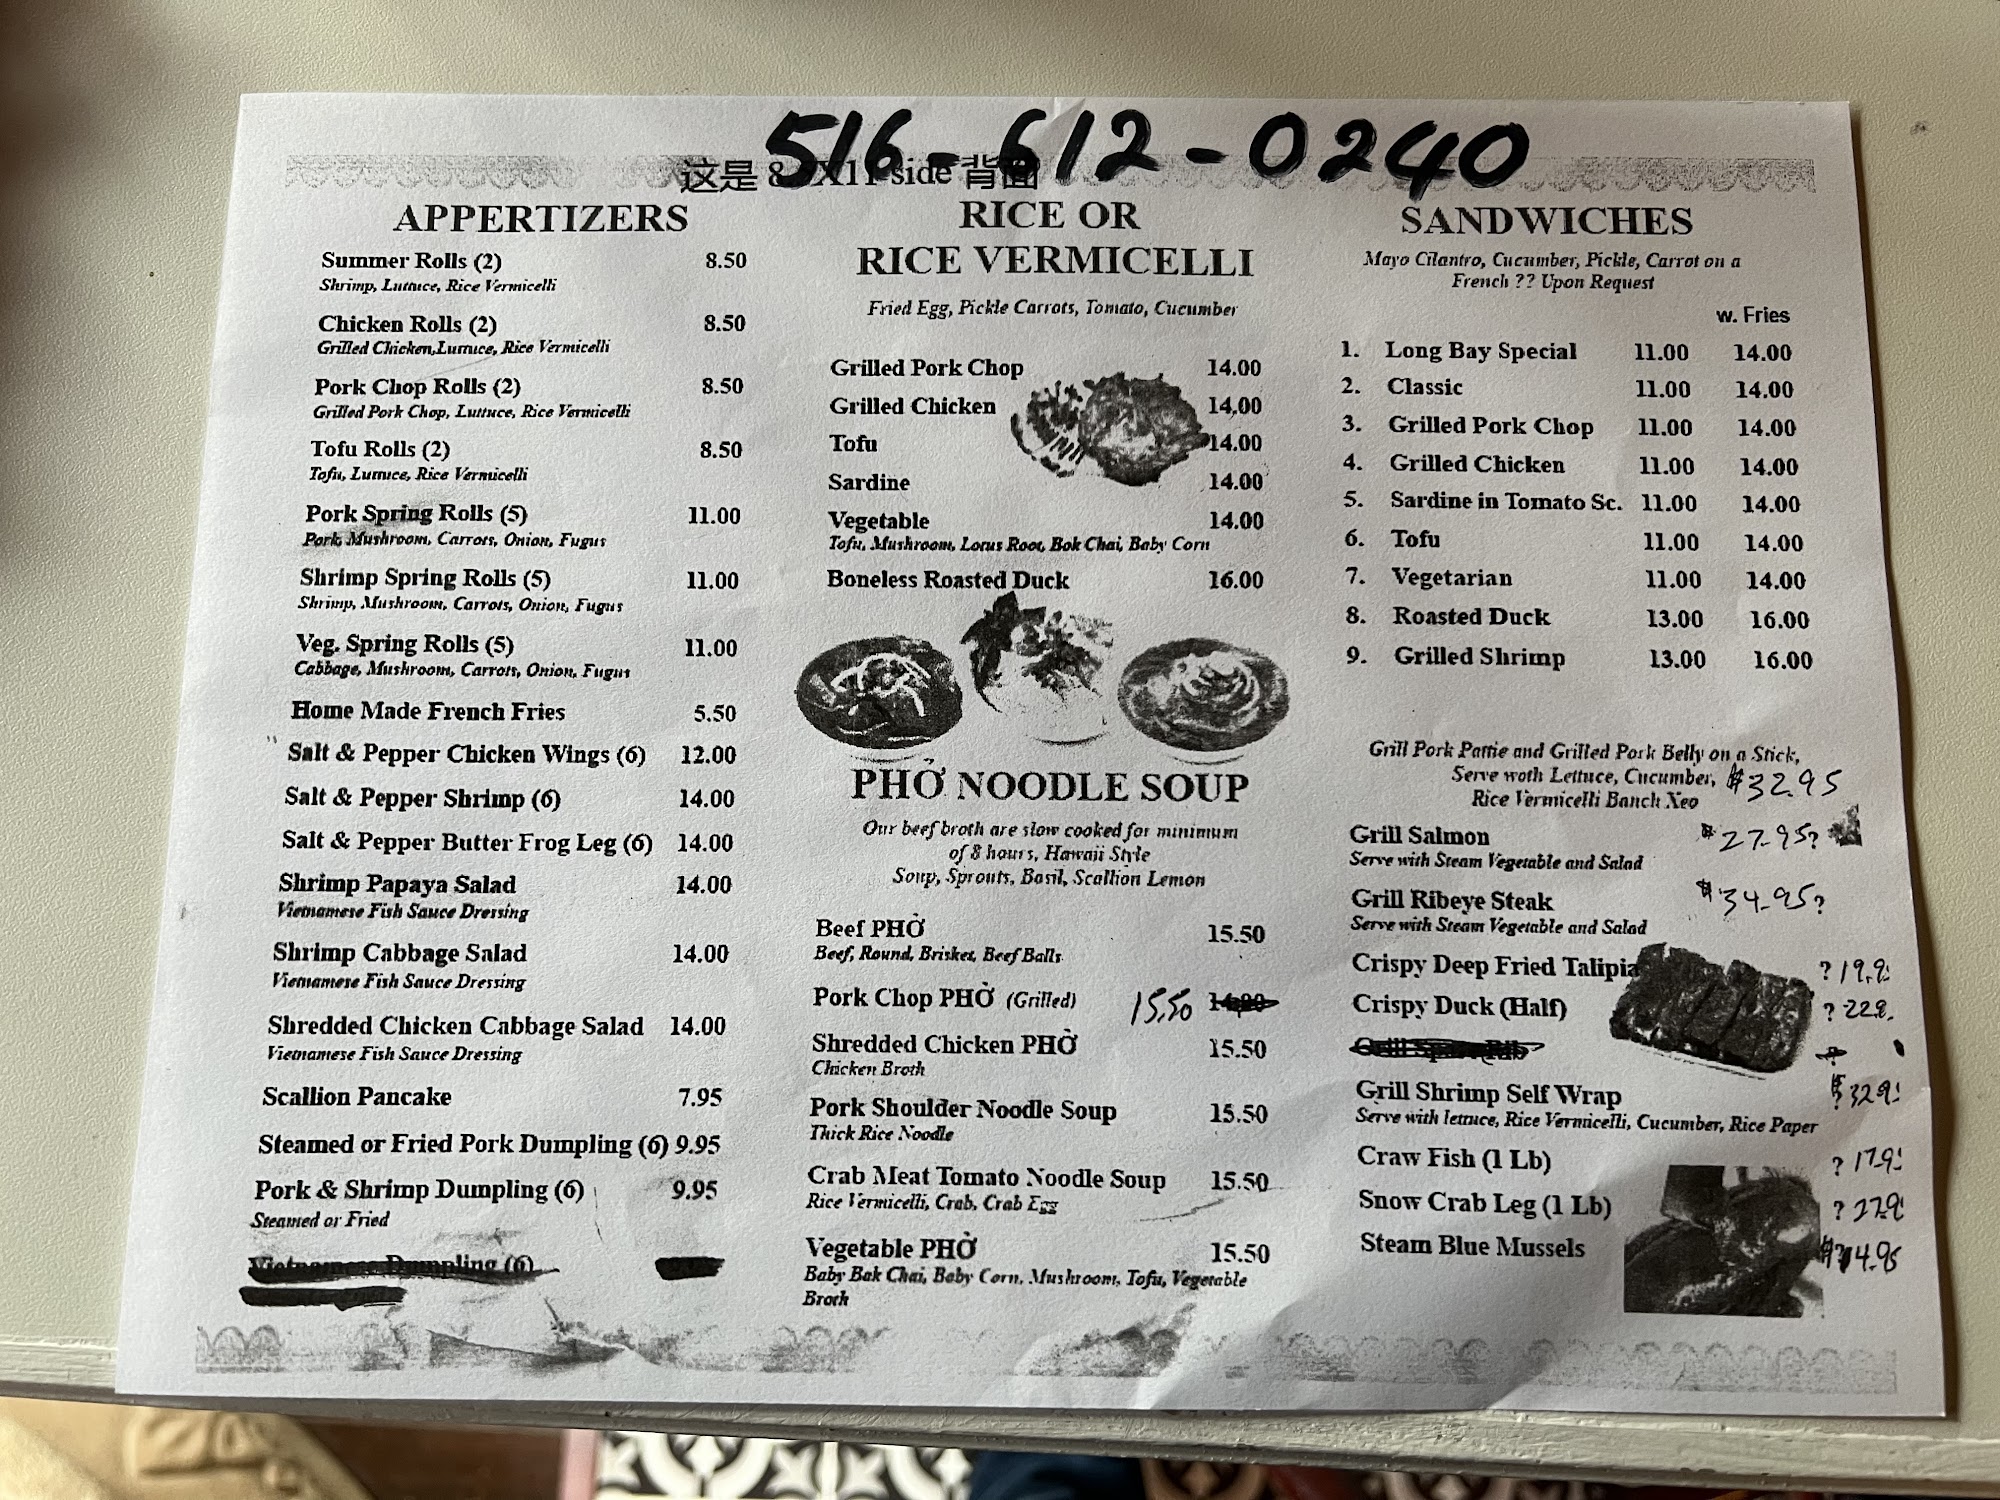 516-612-0240
这是 8 X11 side 背面
APPERTIZERS
Summer Rolls (2) 8.50
Shrimp, Luttuce, Rice Vermicelli
Chicken Rolls (2) 8.50
Grilled Chicken,Luttuce, Rice Vermicelli
Pork Chop Rolls (2) 8.50
Grilled Pork Chop, Luttuce, Rice Vermicelli
Tofu Rolls (2) 8.50
Tofu, Luttuce, Rice Vermicelli
Pork Spring Rolls (5) 11.00
Pork, Mushroom, Carrots, Onion, Fugus
Shrimp Spring Rolls (5) 11.00
Shrimp, Mushroom, Carrots, Onion, Fugus
Veg. Spring Rolls (5) 11.00
Cabbage, Mushroom, Carrots, Onion, Fugus
Home Made French Fries 5.50
Salt & Pepper Chicken Wings (6) 12.00
Salt & Pepper Shrimp (6) 14.00
Salt & Pepper Butter Frog Leg (6) 14.00
Shrimp Papaya Salad 14.00
Vietnamese Fish Sauce Dressing
Shrimp Cabbage Salad 14.00
Vietnamese Fish Sauce Dressing
Shredded Chicken Cabbage Salad 14.00
Vietnamese Fish Sauce Dressing
Scallion Pancake 7.95
Steamed or Fried Pork Dumpling (6) 9.95
Pork & Shrimp Dumpling (6) 9.95
Steamed or Fried
Vietnamese Dumpling (6)
RICE OR
RICE VERMICELLI
Fried Egg, Pickle Carrots, Tomato, Cucumber
Grilled Pork Chop 14.00
Grilled Chicken 14.00
Tofu 14.00
Sardine 14.00
Vegetable 14.00
Tofu, Mushroom, Lotus Root, Bok Chai, Baby Corn
Boneless Roasted Duck 16.00
PHỞ NOODLE SOUP
Our beef broth are slow cooked for minimum
of 8 hours, Hawaii Style
Soup, Sprouts, Basil, Scallion Lemon
Beef PHỞ 15.50
Beef, Round, Brisket, Beef Balls
Pork Chop PHỞ (Grilled) 15.50
Shredded Chicken PHỞ 15.50
Chicken Broth
Pork Shoulder Noodle Soup 15.50
Thick Rice Noodle
Crab Meat Tomato Noodle Soup 15.50
Rice Vermicelli, Crab, Crab Egg
Vegetable PHỞ 15.50
Baby Bak Chai, Baby Corn, Mushroom, Tofu, Vegetable
Broth
SANDWICHES
Mayo Cilantro, Cucumber, Pickle, Carrot on a
French ?? Upon Request
w. Fries
1. Long Bay Special 11.00 14.00
2. Classic 11.00 14.00
3. Grilled Pork Chop 11.00 14.00
4. Grilled Chicken 11.00 14.00
5. Sardine in Tomato Sc. 11.00 14.00
6. Tofu 11.00 14.00
7. Vegetarian 11.00 14.00
8. Roasted Duck 13.00 16.00
9. Grilled Shrimp 13.00 16.00
Grill Pork Pattie and Grilled Pork Belly on a Stick,
Serve woth Lettuce, Cucumber, $32.95
Rice Vermicelli Banch Xeo
Grill Salmon $27.95?
Serve with Steam Vegetable and Salad
Grill Ribeye Steak $34.95?
Serve with Steam Vegetable and Salad
Crispy Deep Fried Talipia ? 19.9
Crispy Duck (Half) ? 22.9
Grill Shrimp Self Wrap $32.9
Serve with lettuce, Rice Vermicelli, Cucumber, Rice Paper
Craw Fish (1 Lb) ? 17.9
Snow Crab Leg (1 Lb) ? 27.9
Steam Blue Mussels 14.95